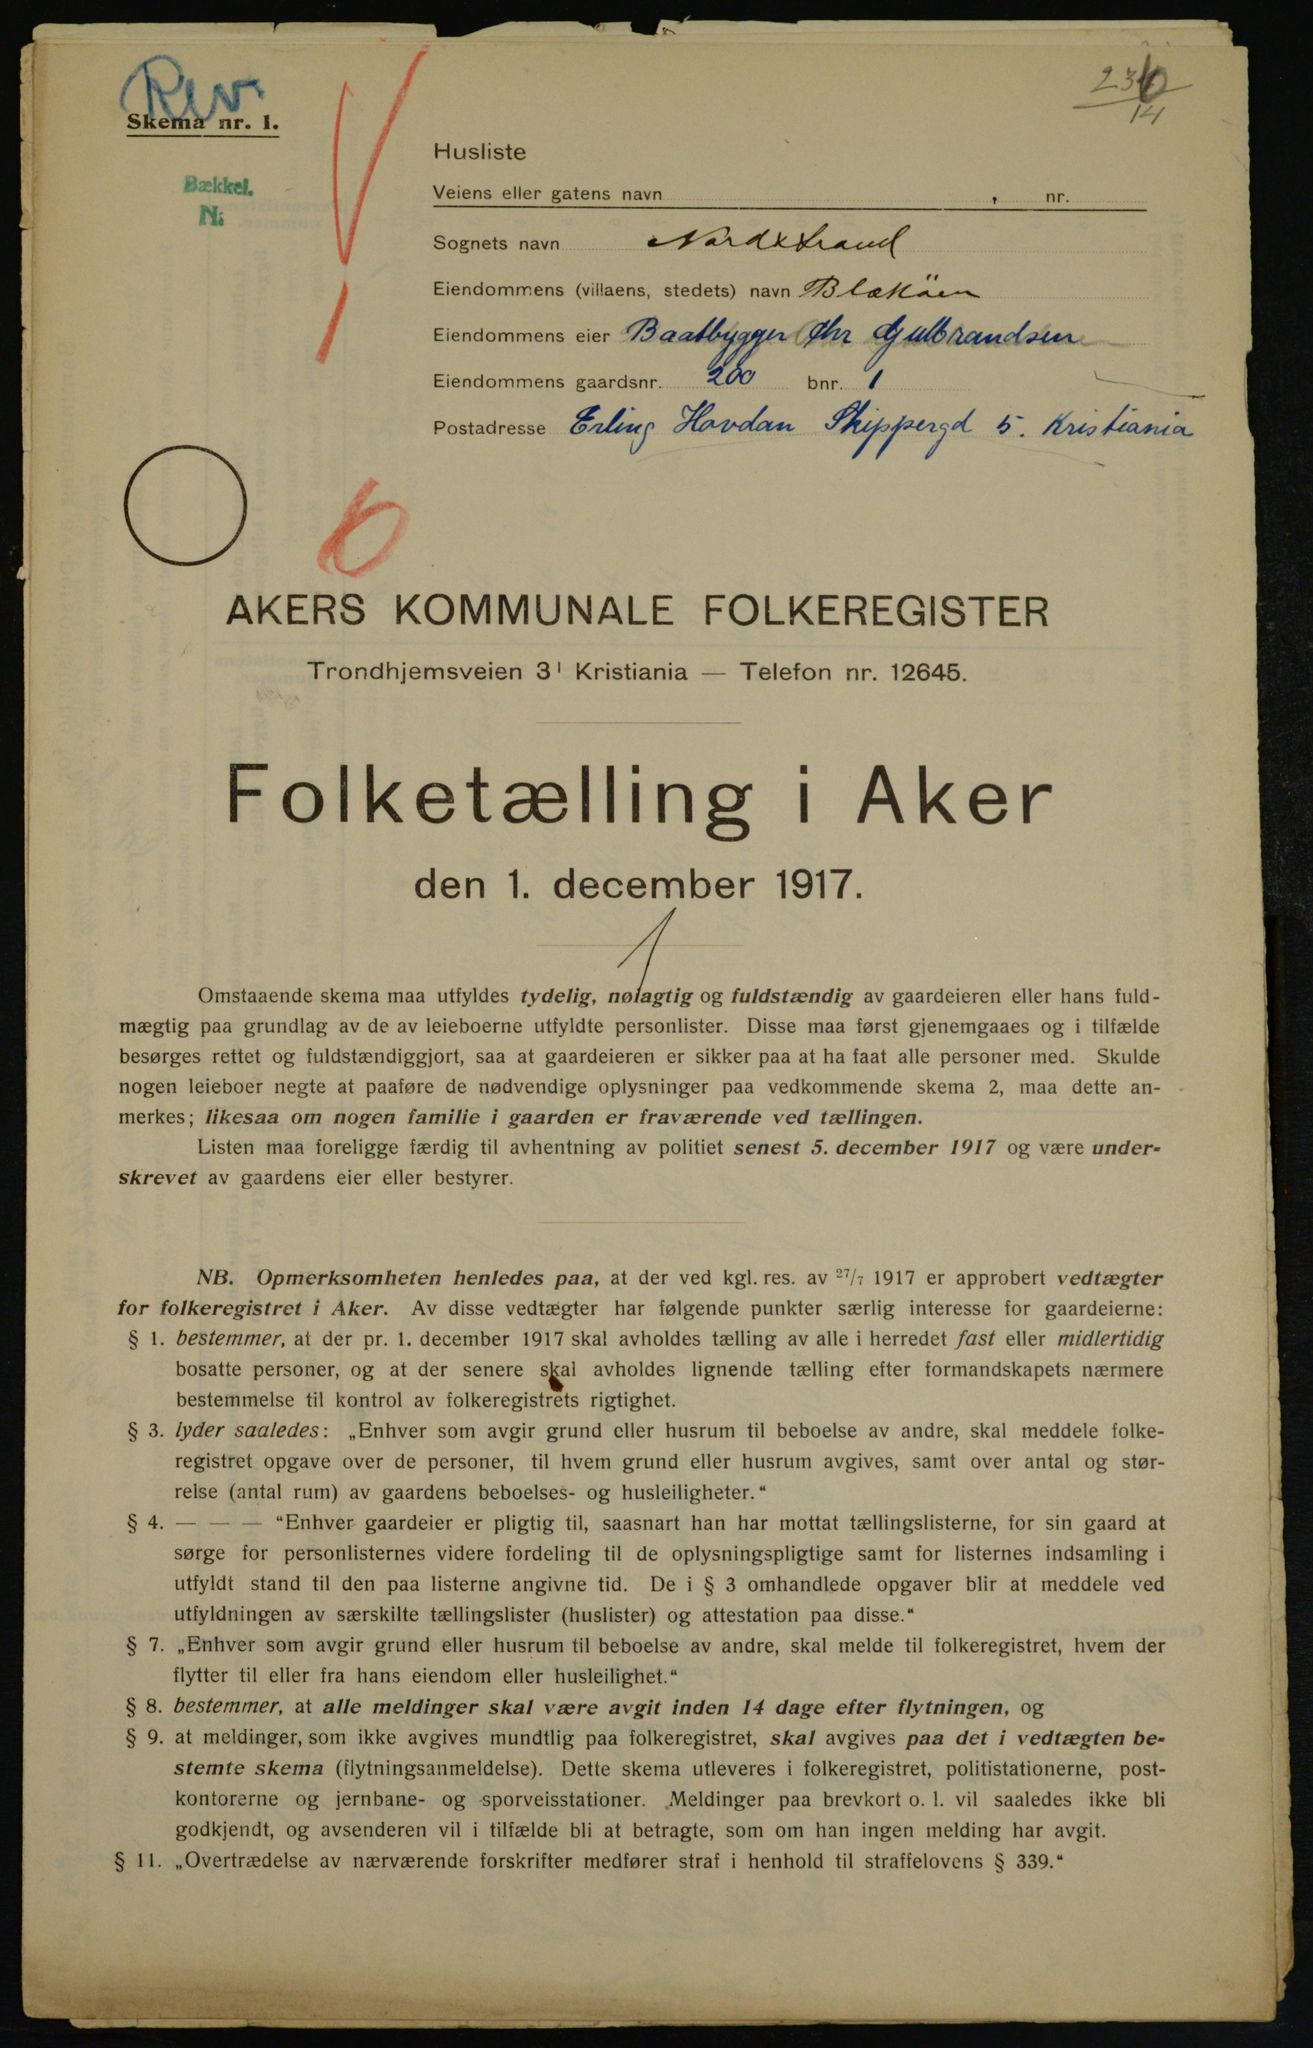 Rev.
236
14
Skema nr. 1.
Bækkel.
N:
Husliste
Veiens eller gatens navn , nr.
Sognets navn Nordstrand
Eiendommens (villaens, stedets) navn Bleköen
Eiendommens eier Baatbygger Chr Gulbrandsen
Eiendommens gaardsnr. 200 bnr. 1
Postadresse Erling Hovdan Skippergd 5. Kristiania
AKERS KOMMUNALE FOLKEREGISTER
Trondhjemsveien 3ᴵ Kristiania — Telefon nr. 12645.
Folketælling i Aker
den 1. december 1917.
Omstaaende skema maa utfyldes tydelig, nøiagtig og fuldstændig av gaardeieren eller hans fuld-
mægtig paa grundlag av de av leieboerne utfyldte personlister. Disse maa først gjenemgaaes og i tilfælde
besørges rettet og fuldstændiggjort, saa at gaardeieren er sikker paa at ha faat alle personer med. Skulde
nogen leieboer negte at paaføre de nødvendige oplysninger paa vedkommende skema 2, maa dette an-
merkes; likesaa om nogen familie i gaarden er fraværende ved tællingen.
Listen maa foreligge færdig til avhentning av politiet senest 5. december 1917 og være under-
skrevet av gaardens eier eller bestyrer.
NB. Opmerksomheten henledes paa, at der ved kgl. res. av 27/7 1917 er approbert vedtægter
for folkeregistret i Aker. Av disse vedtægter har følgende punkter særlig interesse for gaardeierne:
§ 1. bestemmer, at der pr. 1. december 1917 skal avholdes tælling av alle i herredet fast eller midlertidig
bosatte personer, og at der senere skal avholdes lignende tælling efter formandskapets nærmere
bestemmelse til kontrol av folkeregistrets rigtighet.
§ 3. lyder saaledes: „Enhver som avgir grund eller husrum til beboelse av andre, skal meddele folke-
registret opgave over de personer, til hvem grund eller husrum avgives, samt over antal og stør-
relse (antal rum) av gaardens beboelses- og husleiligheter.“
§ 4. — — — “Enhver gaardeier er pligtig til, saasnart han har mottat tællingslisterne, for sin gaard at
sørge for personlisternes videre fordeling til de oplysningspligtige samt for listernes indsamling i
utfyldt stand til den paa listerne angivne tid. De i § 3 omhandlede opgaver blir at meddele ved
utfyldningen av særskilte tællingslister (huslister) og attestation paa disse.“
§ 7. „Enhver som avgir grund eller husrum til beboelse av andre, skal melde til folkeregistret, hvem der
flytter til eller fra hans eiendom eller husleilighet.“
§ 8. bestemmer, at alle meldinger skal være avgit inden 14 dage efter flytningen, og
§ 9. at meldinger, som ikke avgives mundtlig paa folkeregistret, skal avgives paa det i vedtægten be-
stemte skema (flytningsanmeldelse). Dette skema utleveres i folkeregistret, politistationerne, post-
kontorerne og jernbane- og sporveisstationer. Meldinger paa brevkort o. l. vil saaledes ikke bli
godkjendt, og avsenderen vil i tilfælde bli at betragte, som om han ingen melding har avgit.
§ 11. „Overtrædelse av nærværende forskrifter medfører straf i henhold til straffelovens § 339.“